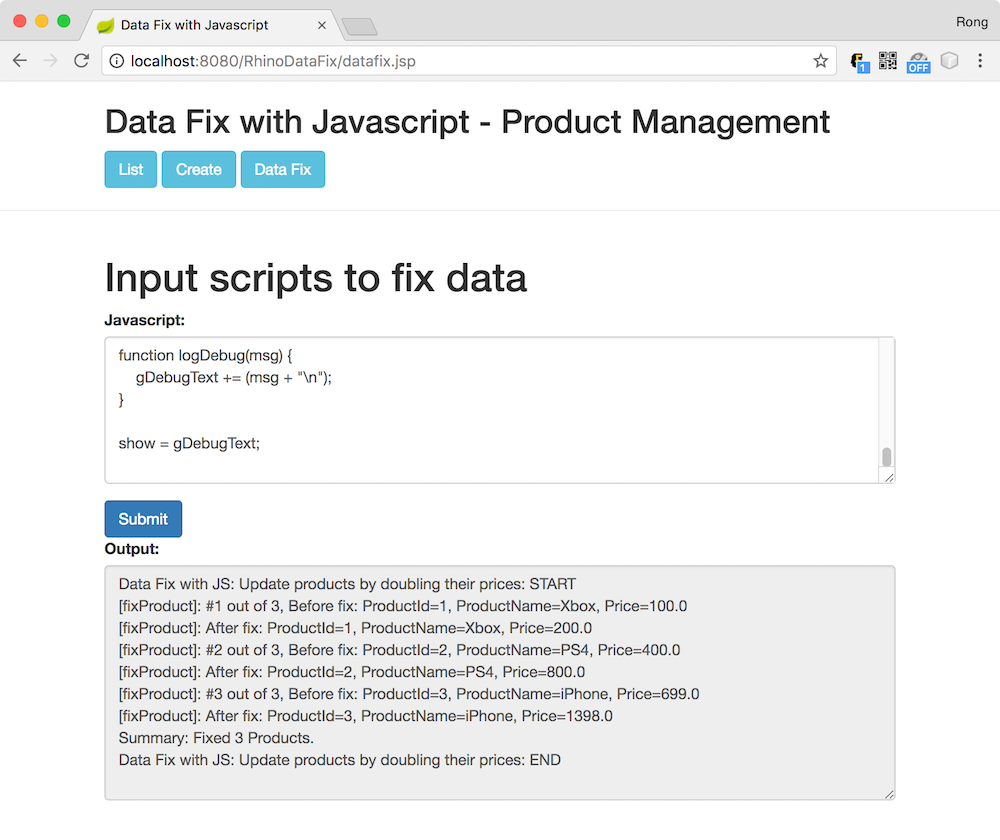 Data Fix with Javascript
Rong
localhost:8080/RhinoDataFix/datafix.jsp
1
OFF
Data Fix with Javascript - Product Management
List Create Data Fix
Input scripts to fix data
Javascript:
function logDebug(msg) {
gDebugText += (msg + "\n");
}
show = gDebugText;
Submit
Output:
Data Fix with JS: Update products by doubling their prices: START
[fixProduct]: #1 out of 3, Before fix: ProductId=1, ProductName=Xbox, Price=100.0
[fixProduct]: After fix: ProductId=1, ProductName=Xbox, Price=200.0
[fixProduct]: #2 out of 3, Before fix: ProductId=2, ProductName=PS4, Price=400.0
[fixProduct]: After fix: ProductId=2, ProductName=PS4, Price=800.0
[fixProduct]: #3 out of 3, Before fix: ProductId=3, ProductName=iPhone, Price=699.0
[fixProduct]: After fix: ProductId=3, ProductName=iPhone, Price=1398.0
Summary: Fixed 3 Products.
Data Fix with JS: Update products by doubling their prices: END